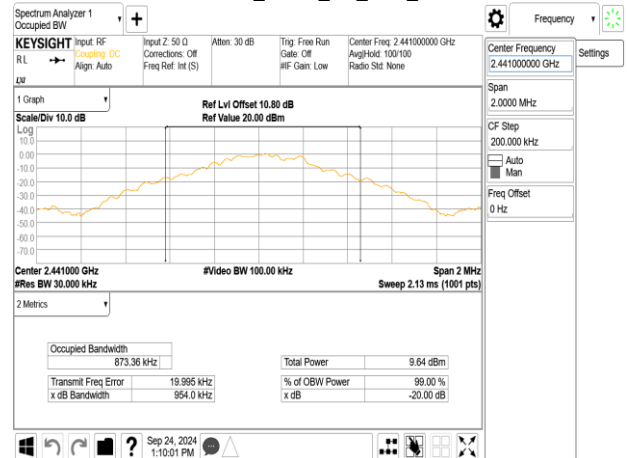 Spectrum Analyzer 1
Occupied BW
KEYSIGHT
Input: RF
Coupling: DC
Align: Auto
Input Z: 50 Ω
Corrections: Off
Freq Ref: Int (S)
Atten: 30 dB
Trig: Free Run
Gate: Off
#IF Gain: Low
Center Freq: 2.441000000 GHz
Avg|Hold: 100/100
Radio Std: None
R L
LXI
1 Graph
Scale/Div 10.0 dB
Ref Lvl Offset 10.80 dB
Ref Value 20.00 dBm
Log
10.0
0.00
-10.0
-20.0
-30.0
-40.0
-50.0
-60.0
-70.0
Center 2.441000 GHz
#Res BW 30.000 kHz
#Video BW 100.00 kHz
Span 2 MHz
Sweep 2.13 ms (1001 pts)
2 Metrics
Occupied Bandwidth
873.36 kHz
Transmit Freq Error 19.995 kHz
x dB Bandwidth 954.0 kHz
Total Power 9.64 dBm
% of OBW Power 99.00 %
x dB -20.00 dB
Sep 24, 2024
1:10:01 PM
Frequency
Settings
Center Frequency
2.441000000 GHz
Span
2.0000 MHz
CF Step
200.000 kHz
Auto
Man
Freq Offset
0 Hz